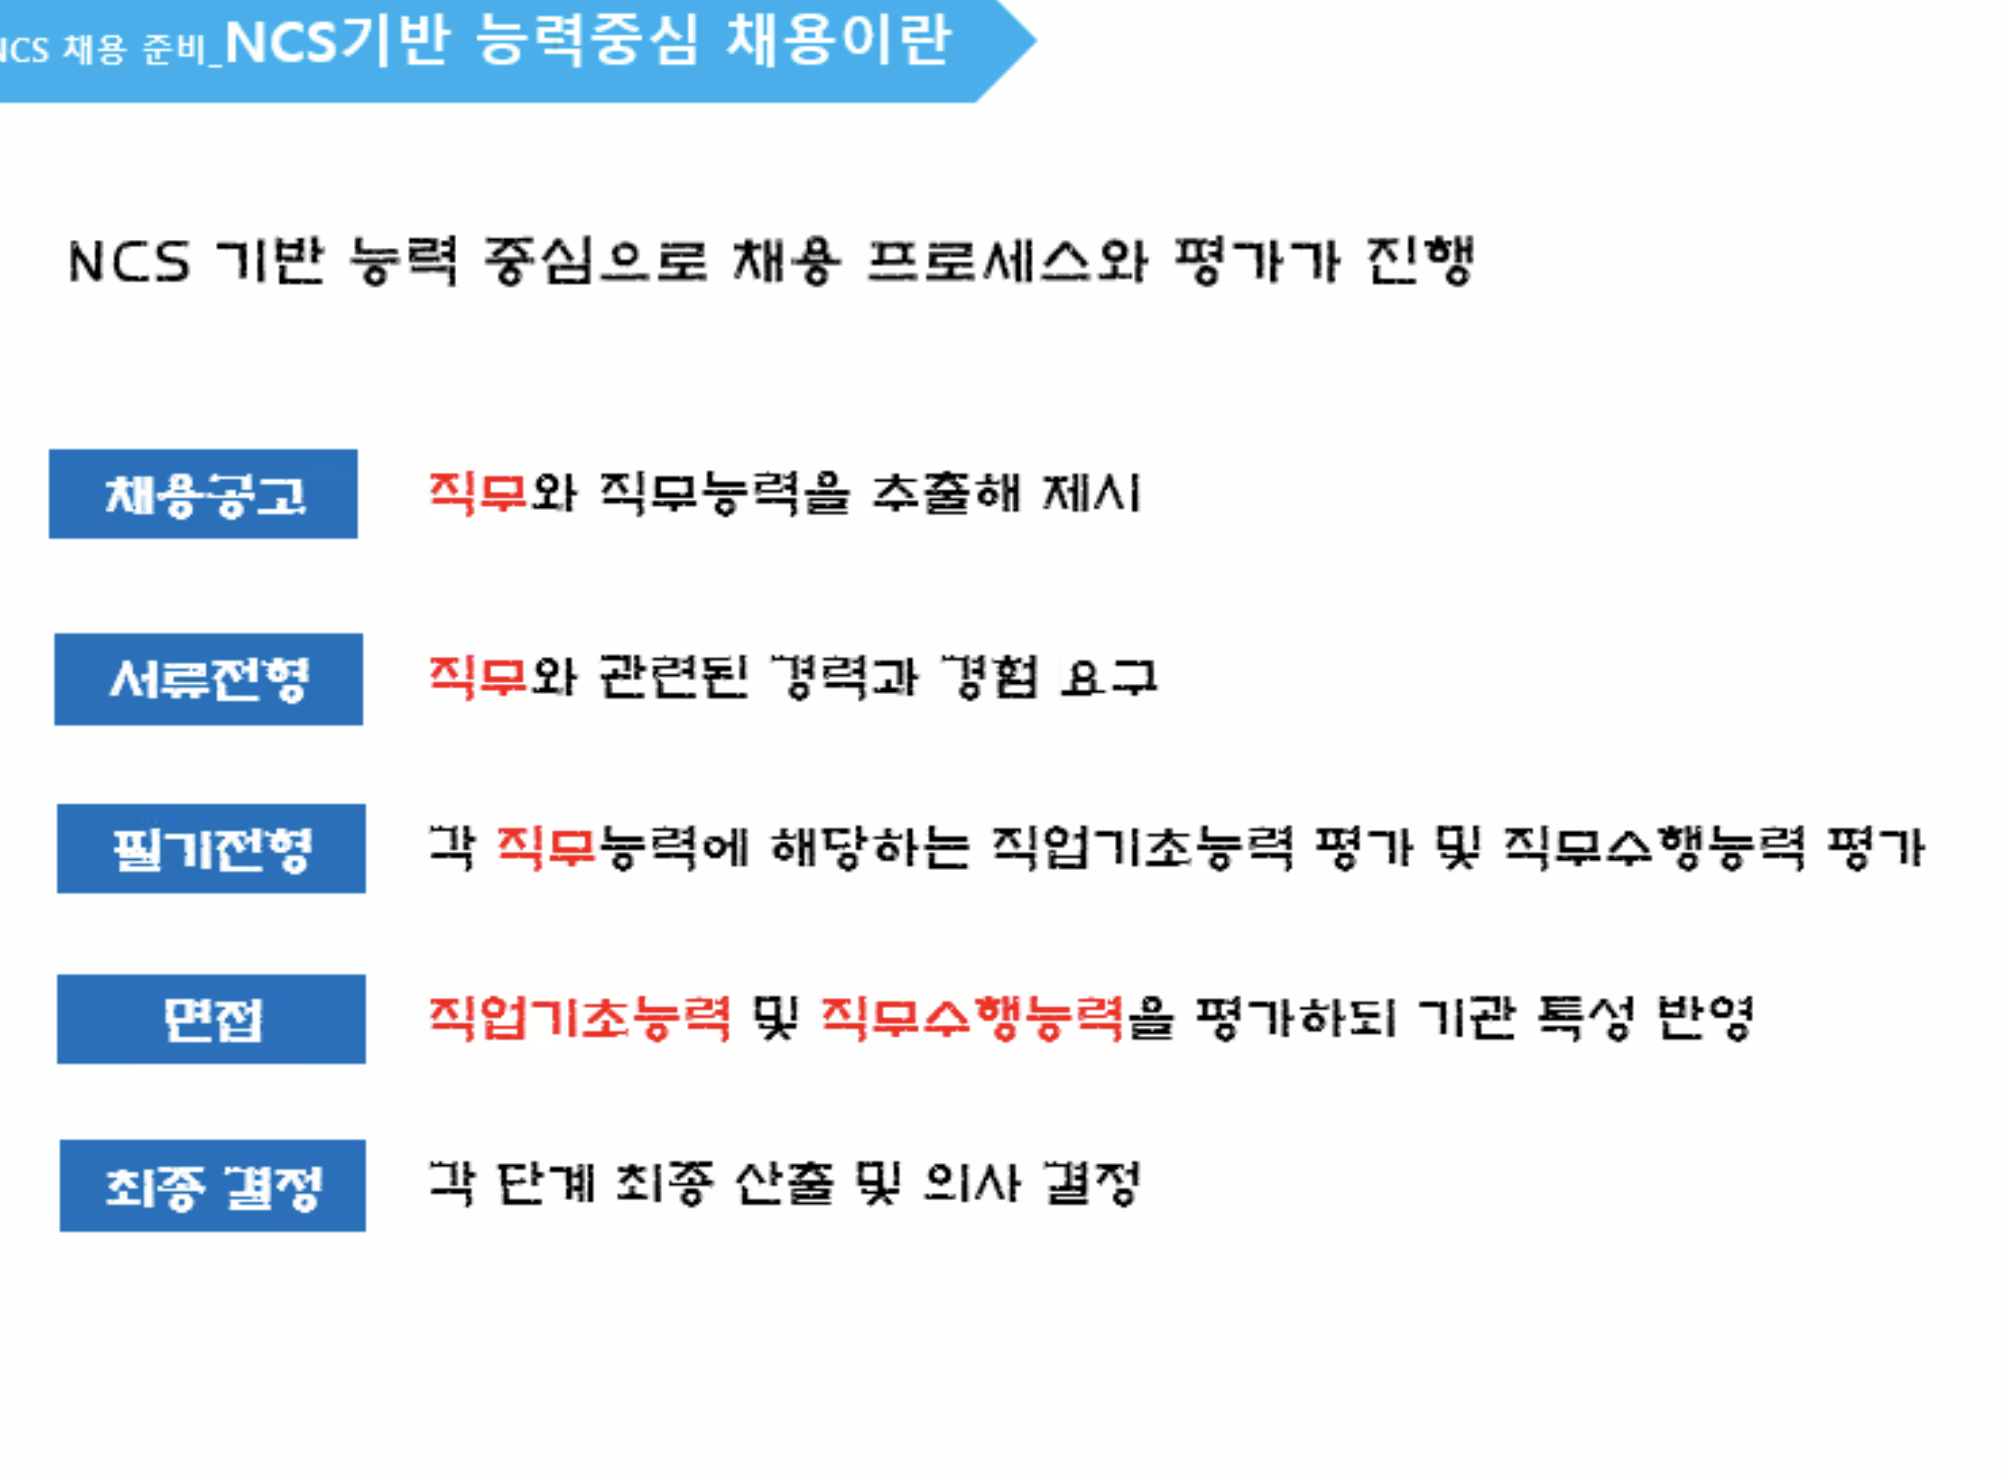 NCS 채용 준비_NCS기반 능력중심 채용이란
NCS 기반 능력 중심으로 채용 프로세스와 평가가 진행
채용공고 직무와 직무능력을 추출해 제시
서류전형 직무와 관련된 경력과 경험 요구
필기전형 각 직무능력에 해당하는 직업기초능력 평가 및 직무수행능력 평가
면접 직업기초능력 및 직무수행능력을 평가하되 기관 특성 반영
최종 결정 각 단계 최종 산출 및 의사 결정